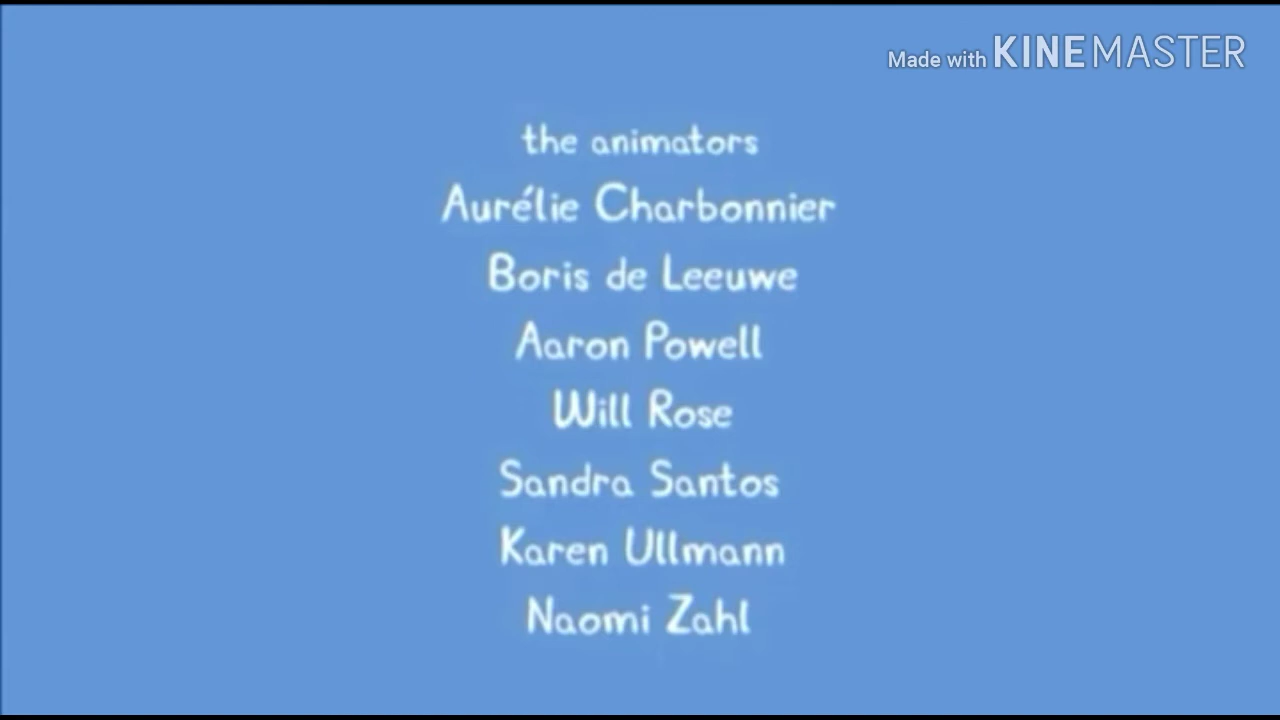 Made with KINEMASTER
the animators
Aurélie Charbonnier
Boris de Leeuwe
Aaron Powell
Will Rose
Sandra Santos
Karen Ullmann
Naomi Zahl